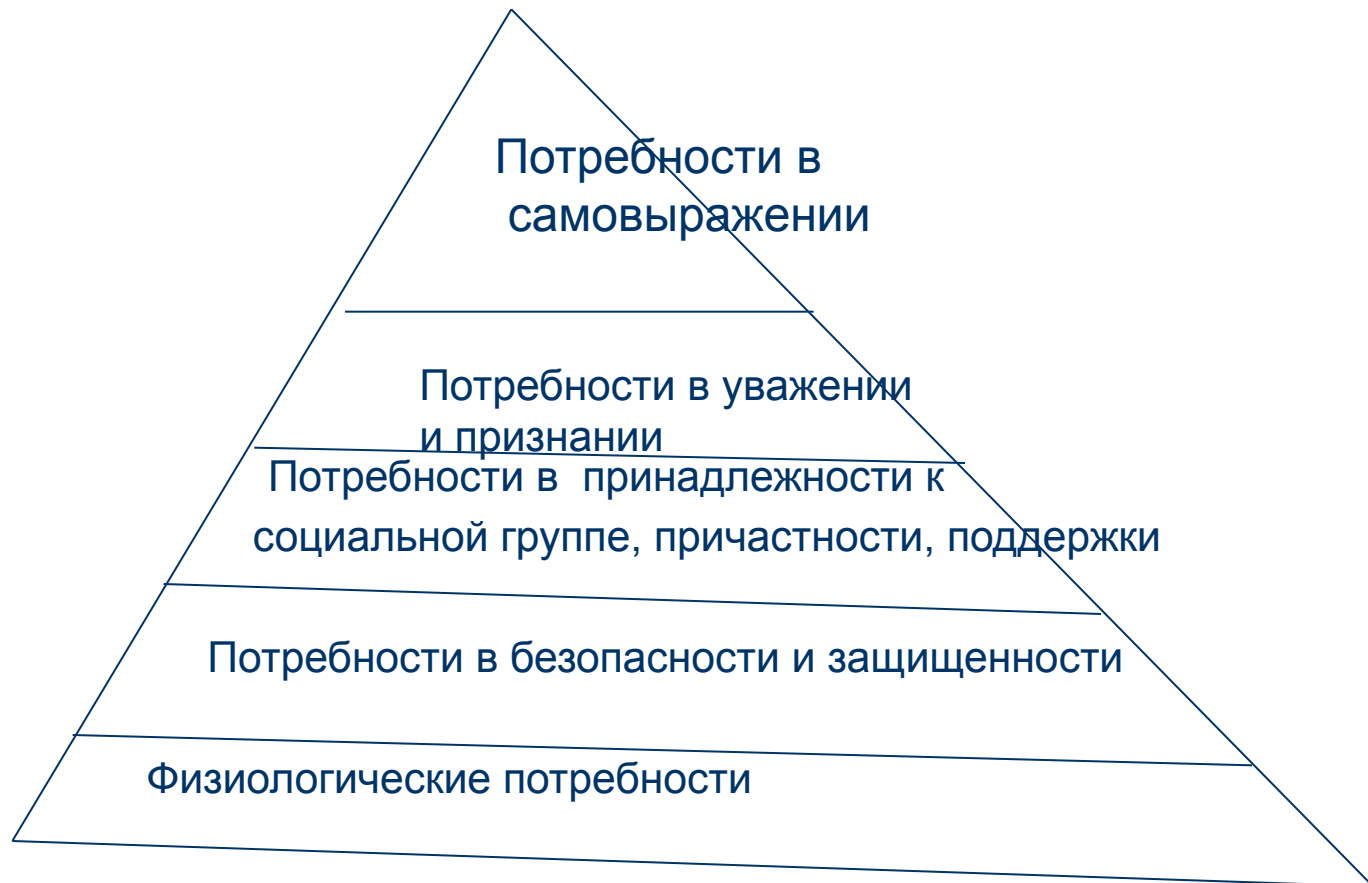 Потребности в
самовыражении
Потребности в уважении
и признании
Потребности в принадлежности к
социальной группе, причастности, поддержки
Потребности в безопасности и защищенности
Физиологические потребности